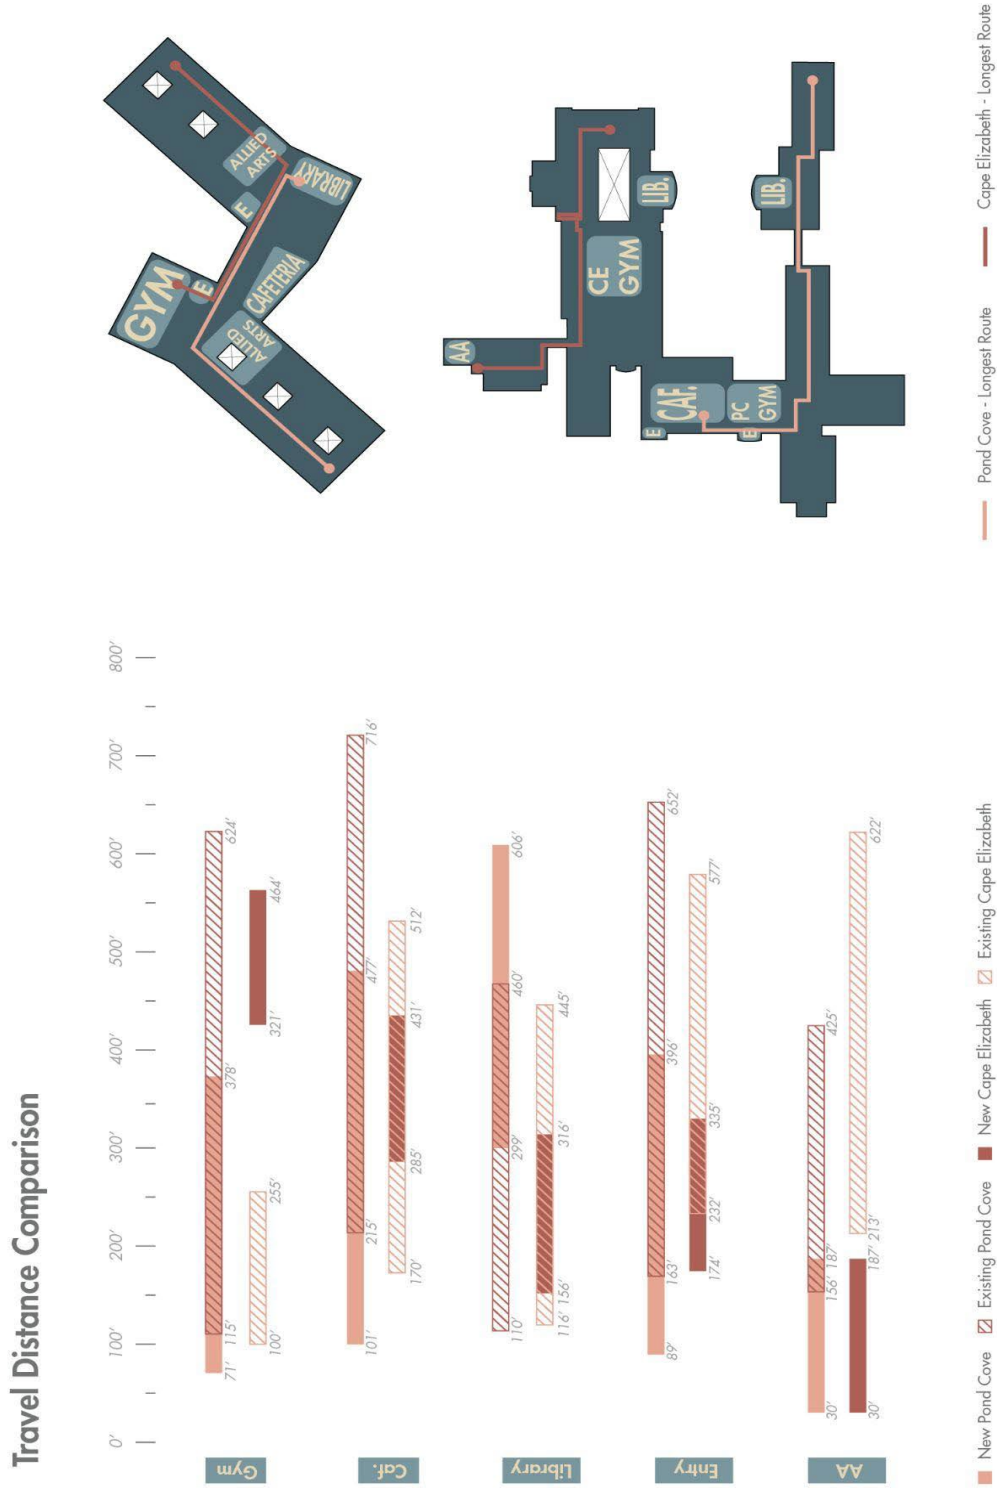 Travel Distance Comparison
0'
100'
200'
300'
400'
500'
600'
700'
800'
Gym
71'
115'
378'
624'
100'
255'
321'
464'
Caf.
101'
215'
477'
716'
170'
285'
431'
512'
Library
110'
299'
460'
606'
116'
156'
316'
445'
Entry
89'
163'
396'
652'
174'
232'
335'
577'
AA
30'
156'
187'
425'
30'
187'
213'
622'
New Pond Cove
Existing Pond Cove
New Cape Elizabeth
Existing Cape Elizabeth
GYM
E
E
ALLIED
ARTS
LIBRARY
CAFETERIA
ALLIED
ARTS
AA
CE
GYM
LIB.
CAF.
E
PC
GYM
E
LIB.
Pond Cove - Longest Route
Cape Elizabeth - Longest Route